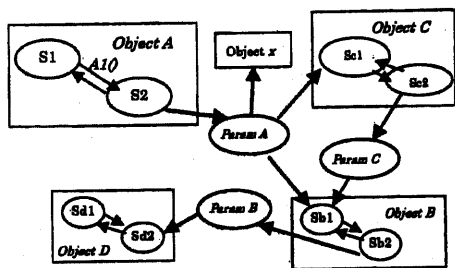 Object A
S1
A1()
S2
Object x
Object C
Sc1
Sc2
Param A
Param C
Sd1
Sd2
Object D
Param B
Sb1
Object B
Sb2